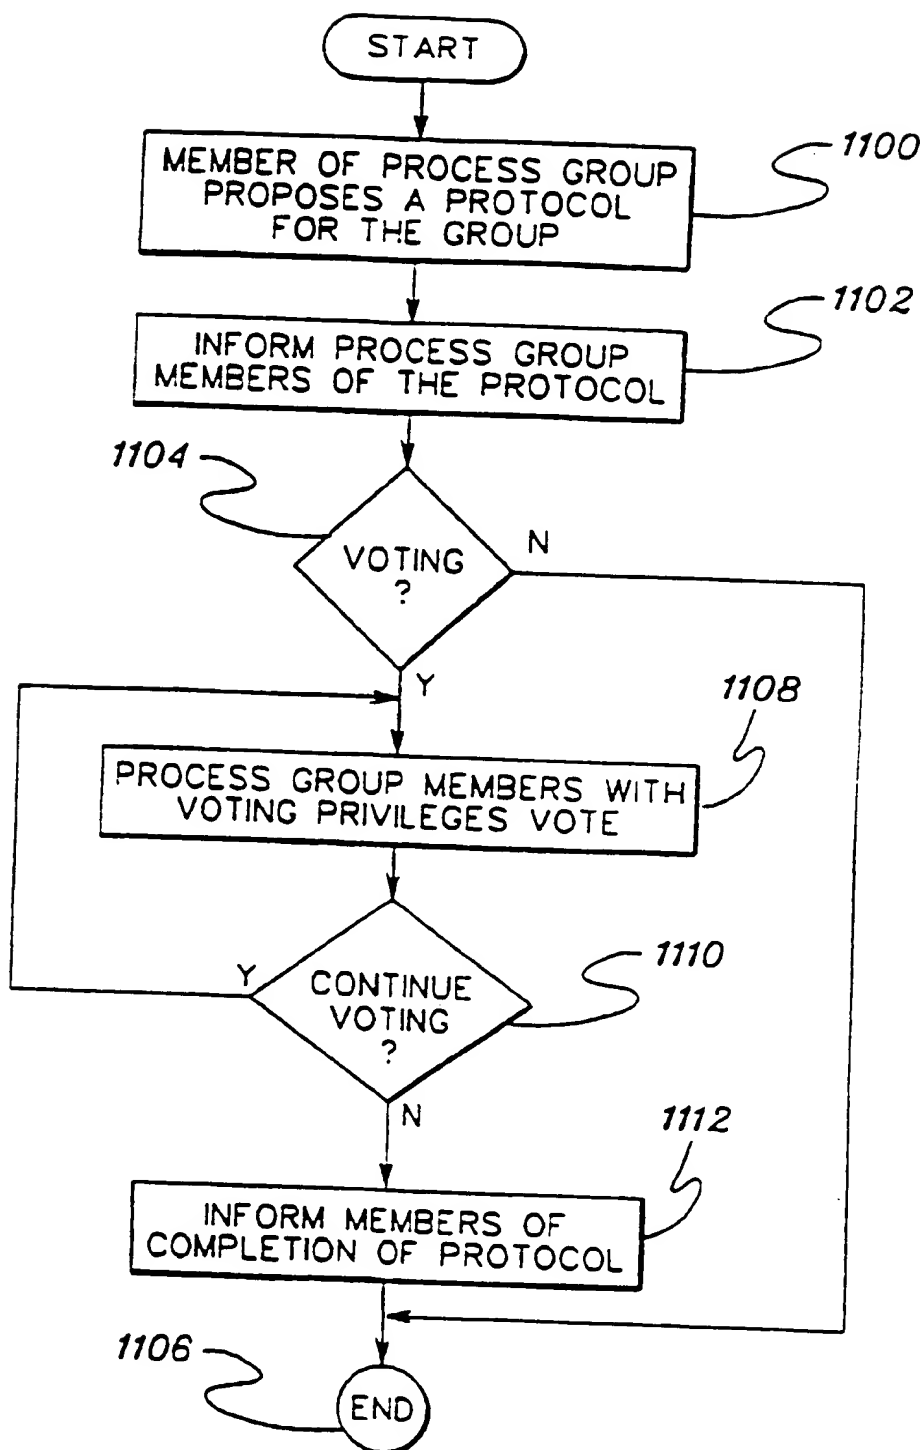 START
MEMBER OF PROCESS GROUP
PROPOSES A PROTOCOL
FOR THE GROUP
1100
INFORM PROCESS GROUP
MEMBERS OF THE PROTOCOL
1102
1104
VOTING
?
N
Y
1108
PROCESS GROUP MEMBERS WITH
VOTING PRIVILEGES VOTE
1110
Y
CONTINUE
VOTING
?
N
1112
INFORM MEMBERS OF
COMPLETION OF PROTOCOL
1106
END